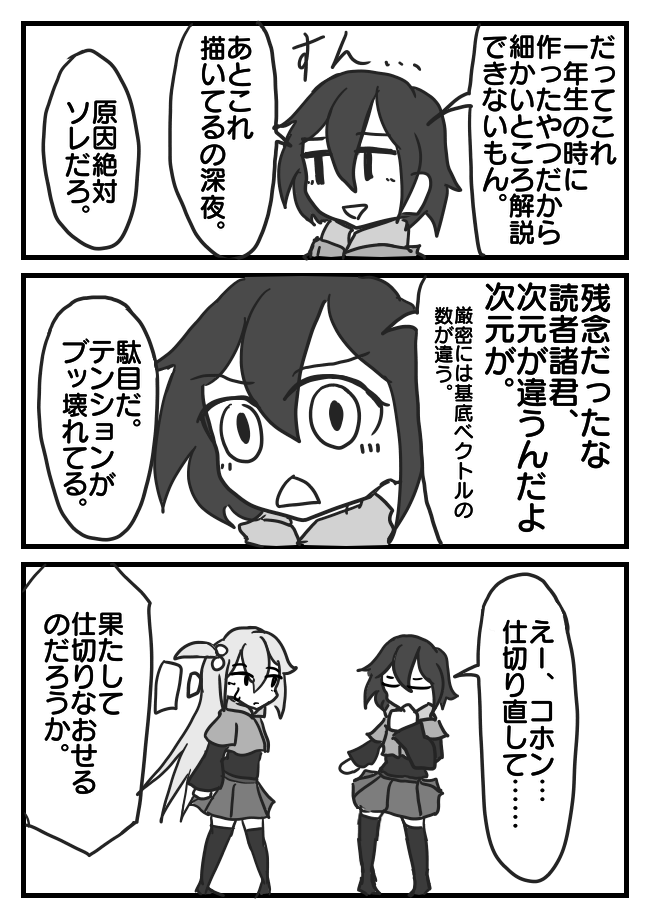 だってこれ
一年生の時に
作ったやつだから
細かいところ解説
できないもん。
すん…
あとこれ
描いてるの深夜。
原因絶対
ソレだろ。
残念だったな
読者諸君、
次元が違うんだよ
次元が。
厳密には基底ベクトルの
数が違う。
駄目だ。
テンションが
ブッ壊れてる。
えー、コホン…
仕切り直して……
果たして
仕切りなおせる
のだろうか。